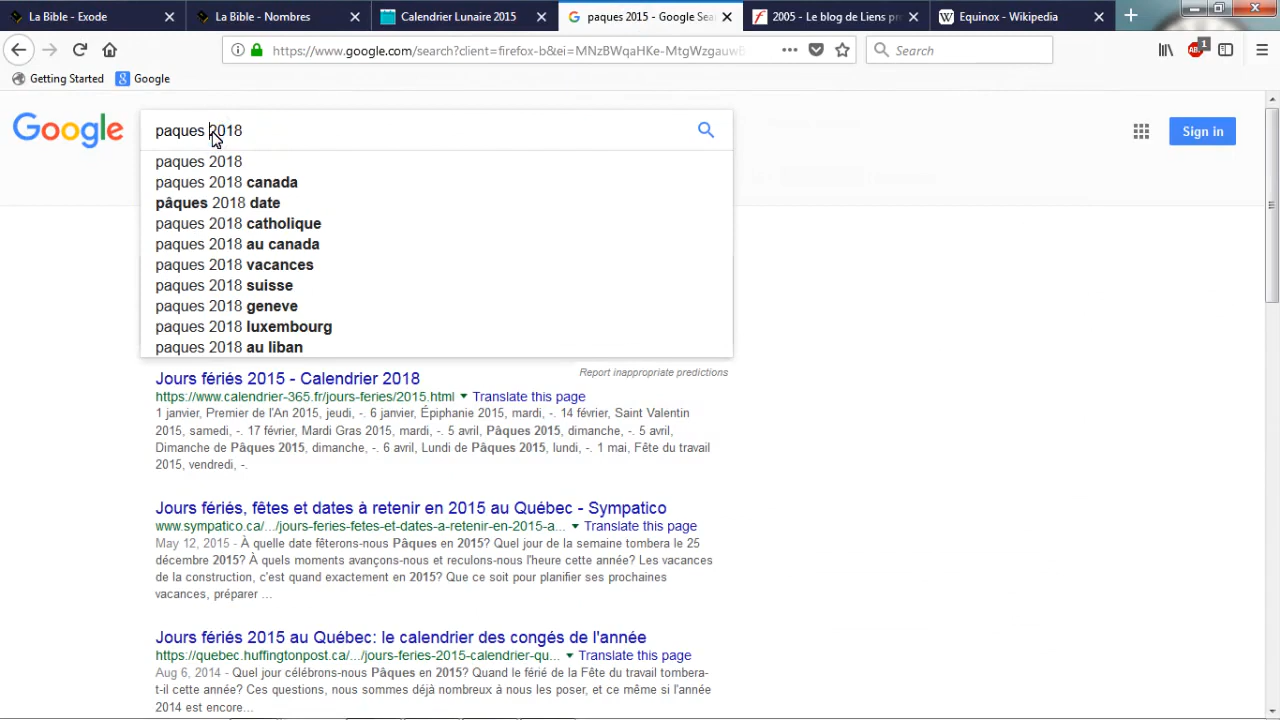 La Bible - Exode
La Bible - Nombres
Calendrier Lunaire 2015
paques 2015 - Google Sea
2005 - Le blog de Liens pr
Equinox - Wikipedia
https://www.google.com/search?client=firefox-b&ei=MNzBWqaHKe-MtgWzgauwB
Search
1
Getting Started
Google
Google
paques 2018
Sign in
paques 2018
paques 2018 canada
pâques 2018 date
paques 2018 catholique
paques 2018 au canada
paques 2018 vacances
paques 2018 suisse
paques 2018 geneve
paques 2018 luxembourg
paques 2018 au liban
Report inappropriate predictions
Jours fériés 2015 - Calendrier 2018
https://www.calendrier-365.fr/jours-feries/2015.html Translate this page
1 janvier, Premier de l'An 2015, jeudi, -. 6 janvier, Épiphanie 2015, mardi, -. 14 février, Saint Valentin
2015, samedi, -. 17 février, Mardi Gras 2015, mardi, -. 5 avril, Pâques 2015, dimanche, -. 5 avril,
Dimanche de Pâques 2015, dimanche, -. 6 avril, Lundi de Pâques 2015, lundi, -. 1 mai, Fête du travail
2015, vendredi, -.
Jours fériés, fêtes et dates à retenir en 2015 au Québec - Sympatico
www.sympatico.ca/.../jours-feries-fetes-et-dates-a-retenir-en-2015-a... Translate this page
May 12, 2015 - À quelle date fêterons-nous Pâques en 2015? Quel jour de la semaine tombera le 25
décembre 2015? À quels moments avançons-nous et reculons-nous l'heure cette année? Les vacances
de la construction, c'est quand exactement en 2015? Que ce soit pour planifier ses prochaines
vacances, préparer ...
Jours fériés 2015 au Québec: le calendrier des congés de l'année
https://quebec.huffingtonpost.ca/.../jours-feries-2015-calendrier-qu... Translate this page
Aug 6, 2014 - Quel jour célébrons-nous Pâques en 2015? Quand le férié de la Fête du travail tombera-
t-il cette année? Ces questions, nous sommes déjà nombreux à nous les poser, et ce même si l'année
2014 est encore...